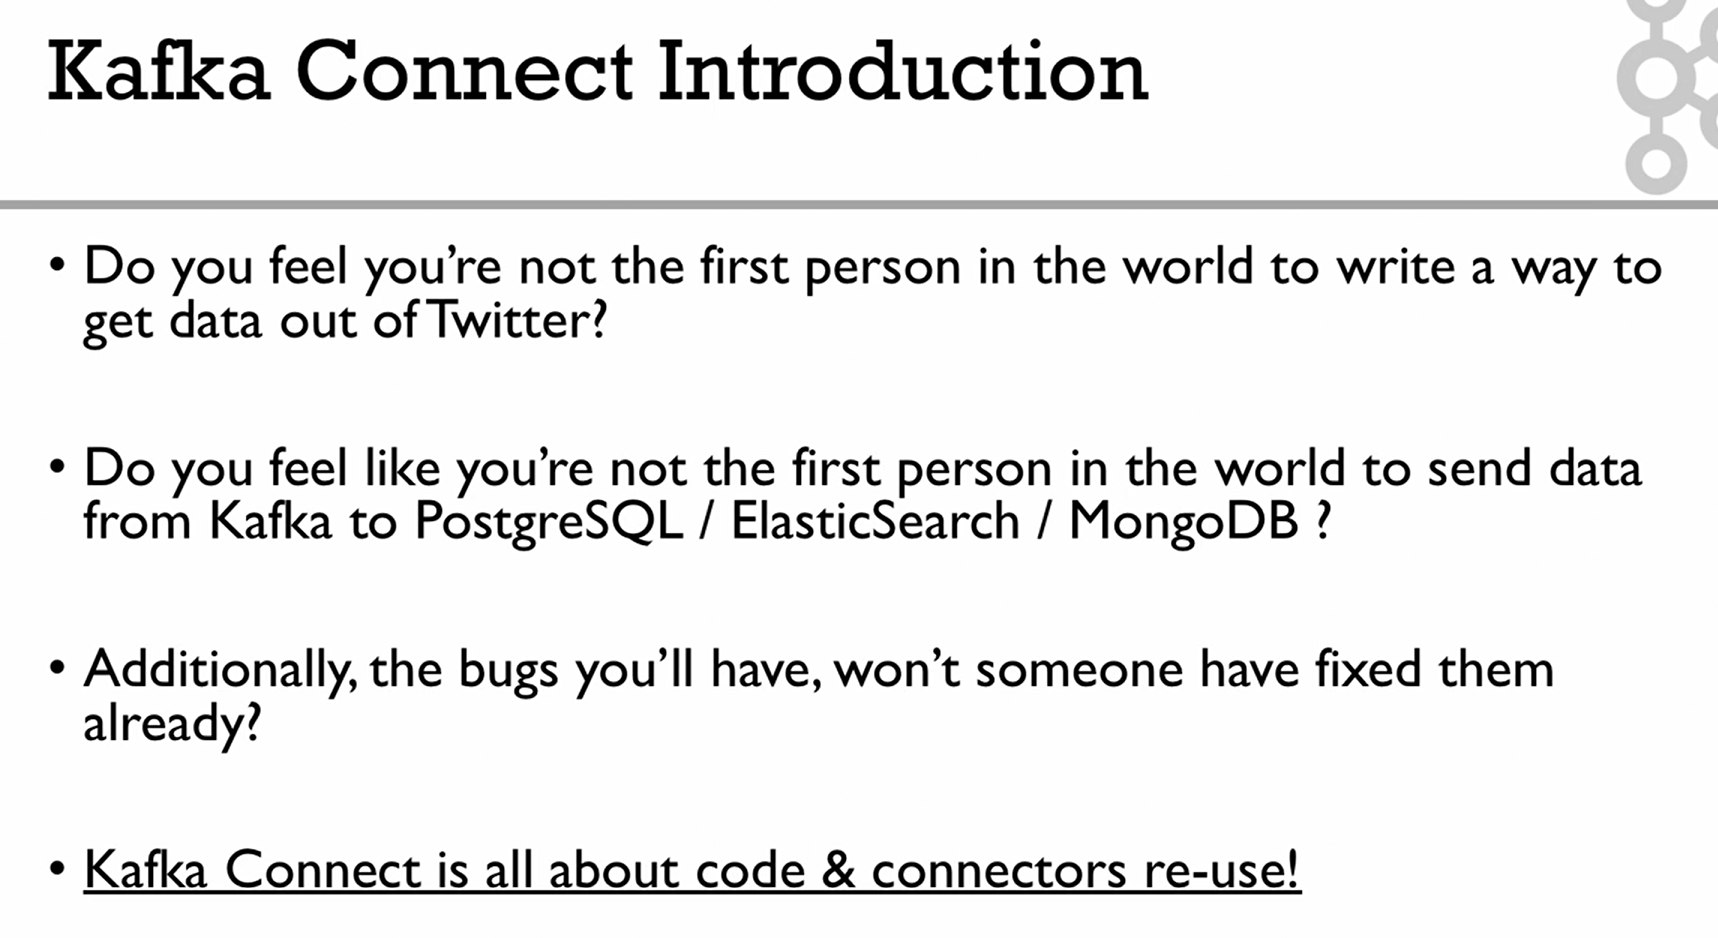 Kafka Connect Introduction
• Do you feel you’re not the first person in the world to write a way to
get data out of Twitter?
• Do you feel like you’re not the first person in the world to send data
from Kafka to PostgreSQL / ElasticSearch / MongoDB ?
• Additionally, the bugs you’ll have, won’t someone have fixed them
already?
• Kafka Connect is all about code & connectors re-use!